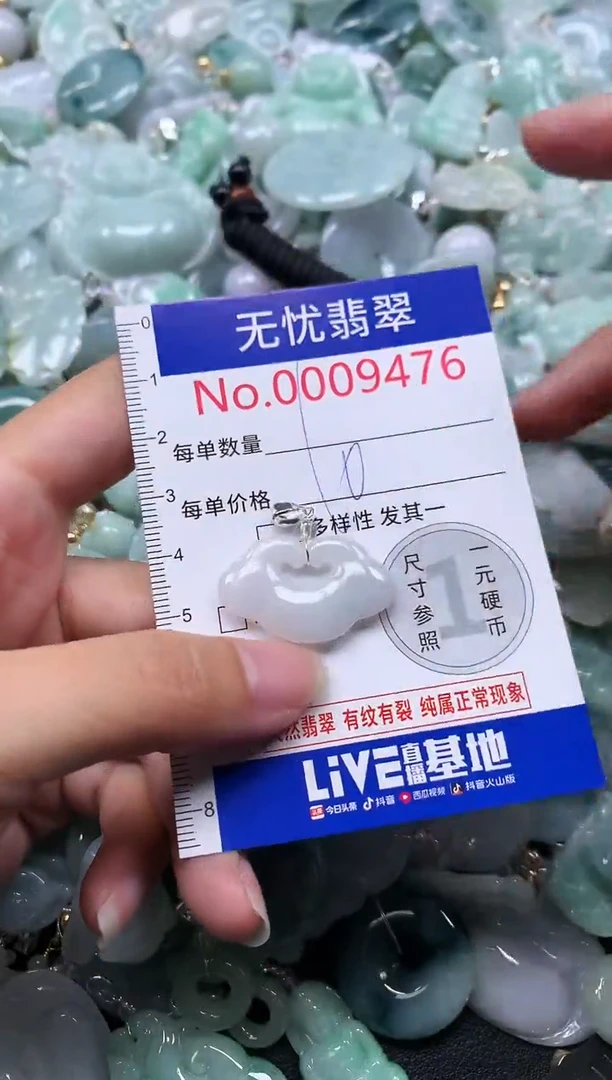 0
无忧翡翠
1
No.0009476
2
每单数量
3
每单价格
多样性 发其一
4
尺寸参照
1
一元硬币
5
然翡翠 有纹有裂 纯属正常现象
LiVE直播基地
8
今日头条 抖音 西瓜视频 抖音火山版